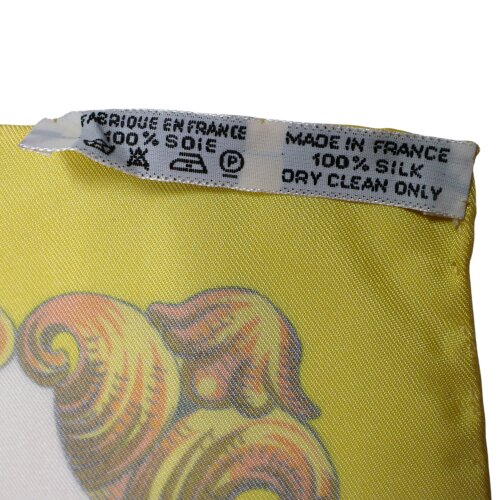 FABRIQUE EN FRANCE
100% SOIE
P
MADE IN FRANCE
100% SILK
DRY CLEAN ONLY